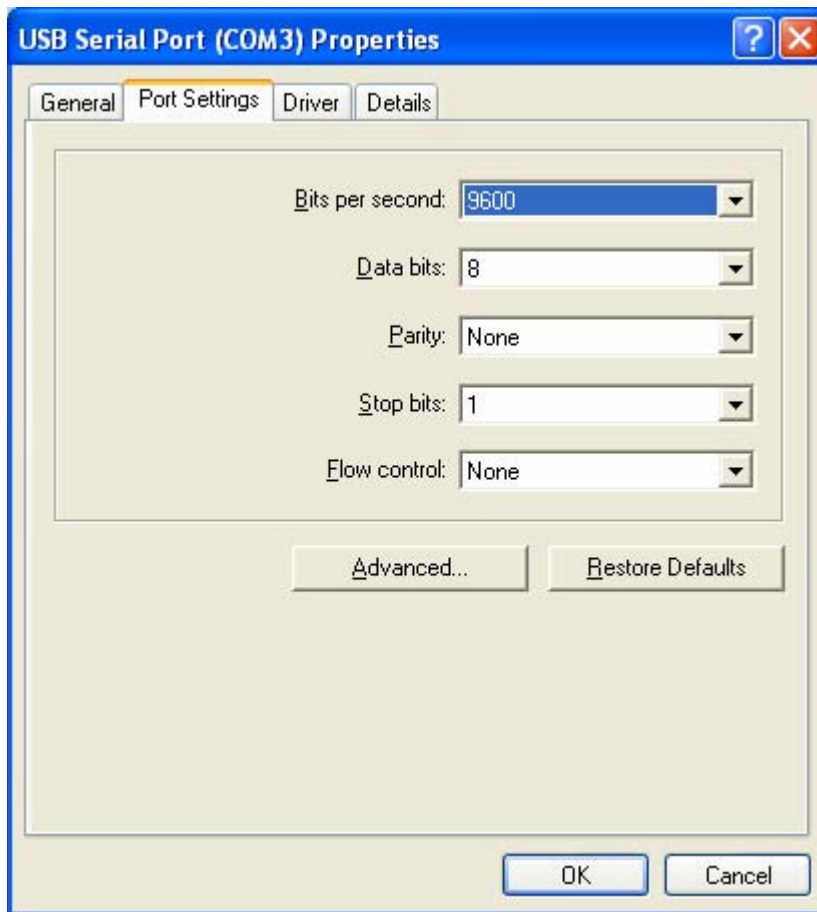 USB Serial Port (COM3) Properties
?
General Port Settings Driver Details
Bits per second: 9600
Data bits: 8
Parity: None
Stop bits: 1
Flow control: None
Advanced... Restore Defaults
OK Cancel